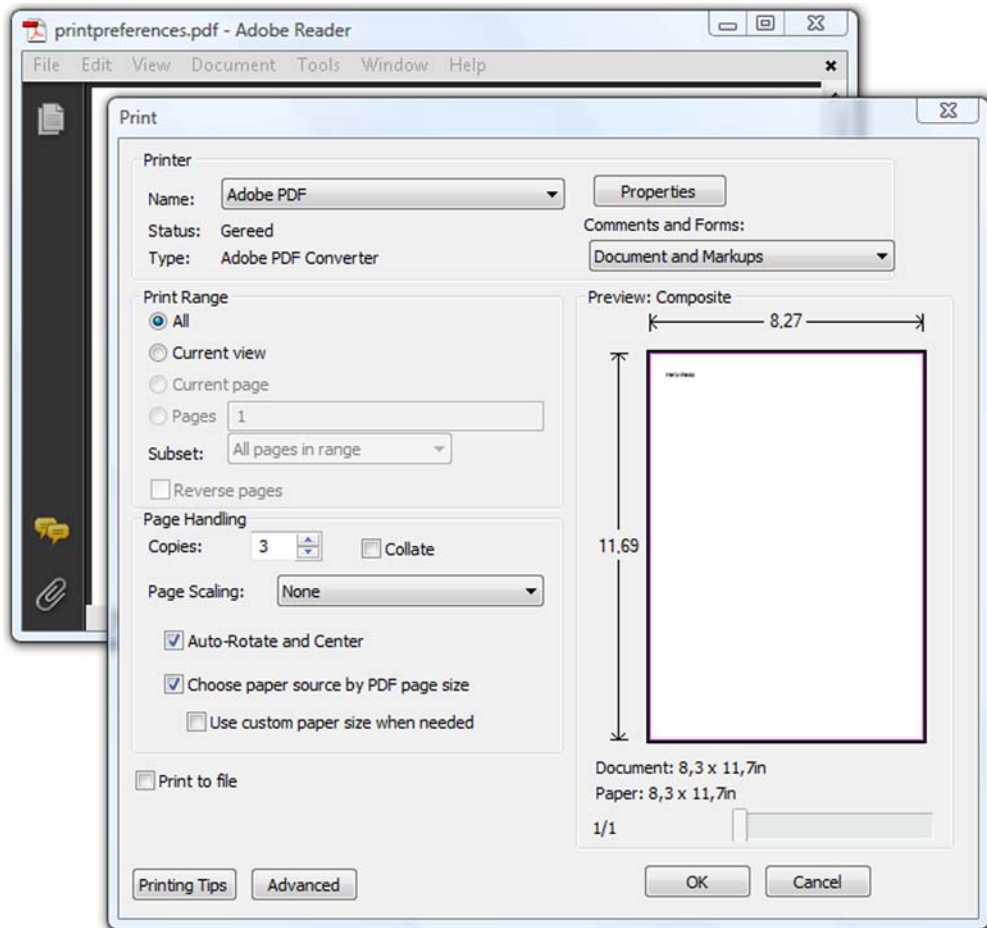 printpreferences.pdf - Adobe Reader
File Edit View Document Tools Window Help
Print
Printer
Name: Adobe PDF Properties
Status: Gereed Comments and Forms:
Type: Adobe PDF Converter Document and Markups
Print Range Preview: Composite
All 8,27
Current view
Current page
Pages 1
Subset: All pages in range
Reverse pages
Page Handling
Copies: 3 Collate 11,69
Page Scaling: None
Auto-Rotate and Center
Choose paper source by PDF page size
Use custom paper size when needed
Document: 8,3 x 11,7in
Print to file
Paper: 8,3 x 11,7in
1/1
Printing Tips Advanced OK Cancel